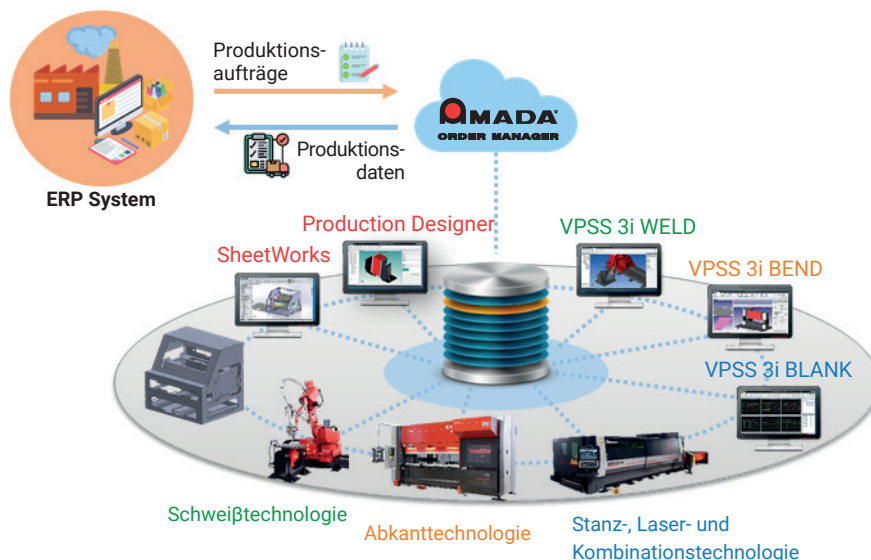 Produktions-
aufträge
AMADA®
ORDER MANAGER
Produktions-
daten
ERP System
Production Designer
VPSS 3i WELD
SheetWorks
VPSS 3i BEND
VPSS 3i BLANK
Schweiβtechnologie
Abkanttechnologie
Stanz-, Laser- und
Kombinationstechnologie